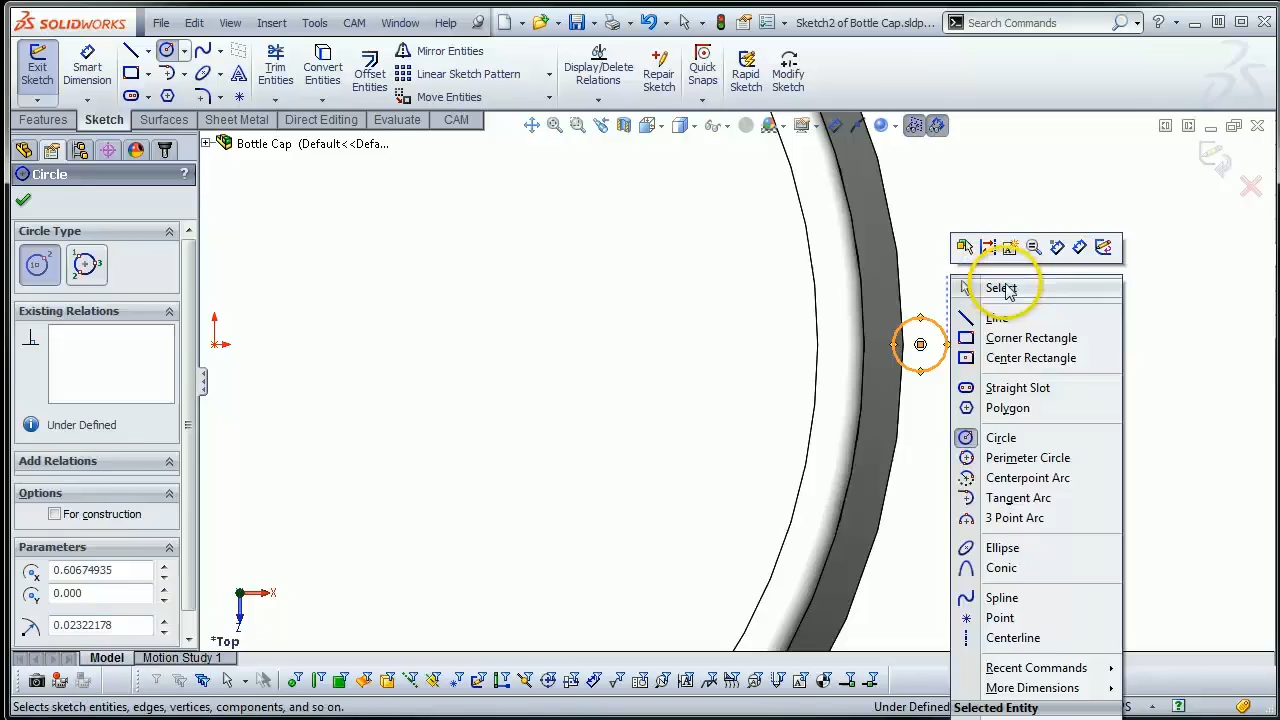 SOLIDWORKS
File Edit View Insert Tools CAM Window Help
Sketch2 of Bottle Cap.sldp...
Search Commands
Exit Sketch
Smart Dimension
Trim Entities
Convert Entities
Offset Entities
Mirror Entities
Linear Sketch Pattern
Move Entities
Display/Delete Relations
Repair Sketch
Quick Snaps
Rapid Sketch
Modify Sketch
Features Sketch Surfaces Sheet Metal Direct Editing Evaluate CAM
Bottle Cap (Default<<Defa...
Circle ?
Circle Type
Existing Relations
Under Defined
Add Relations
Options
For construction
Parameters
0.60674935
0.000
0.02322178
X
Z
*Top
Select
Line
Corner Rectangle
Center Rectangle
Straight Slot
Polygon
Circle
Perimeter Circle
Centerpoint Arc
Tangent Arc
3 Point Arc
Ellipse
Conic
Spline
Point
Centerline
Recent Commands
More Dimensions
Selected Entity
Model Motion Study 1
Selects sketch entities, edges, vertices, components, and so on.
Under Defined